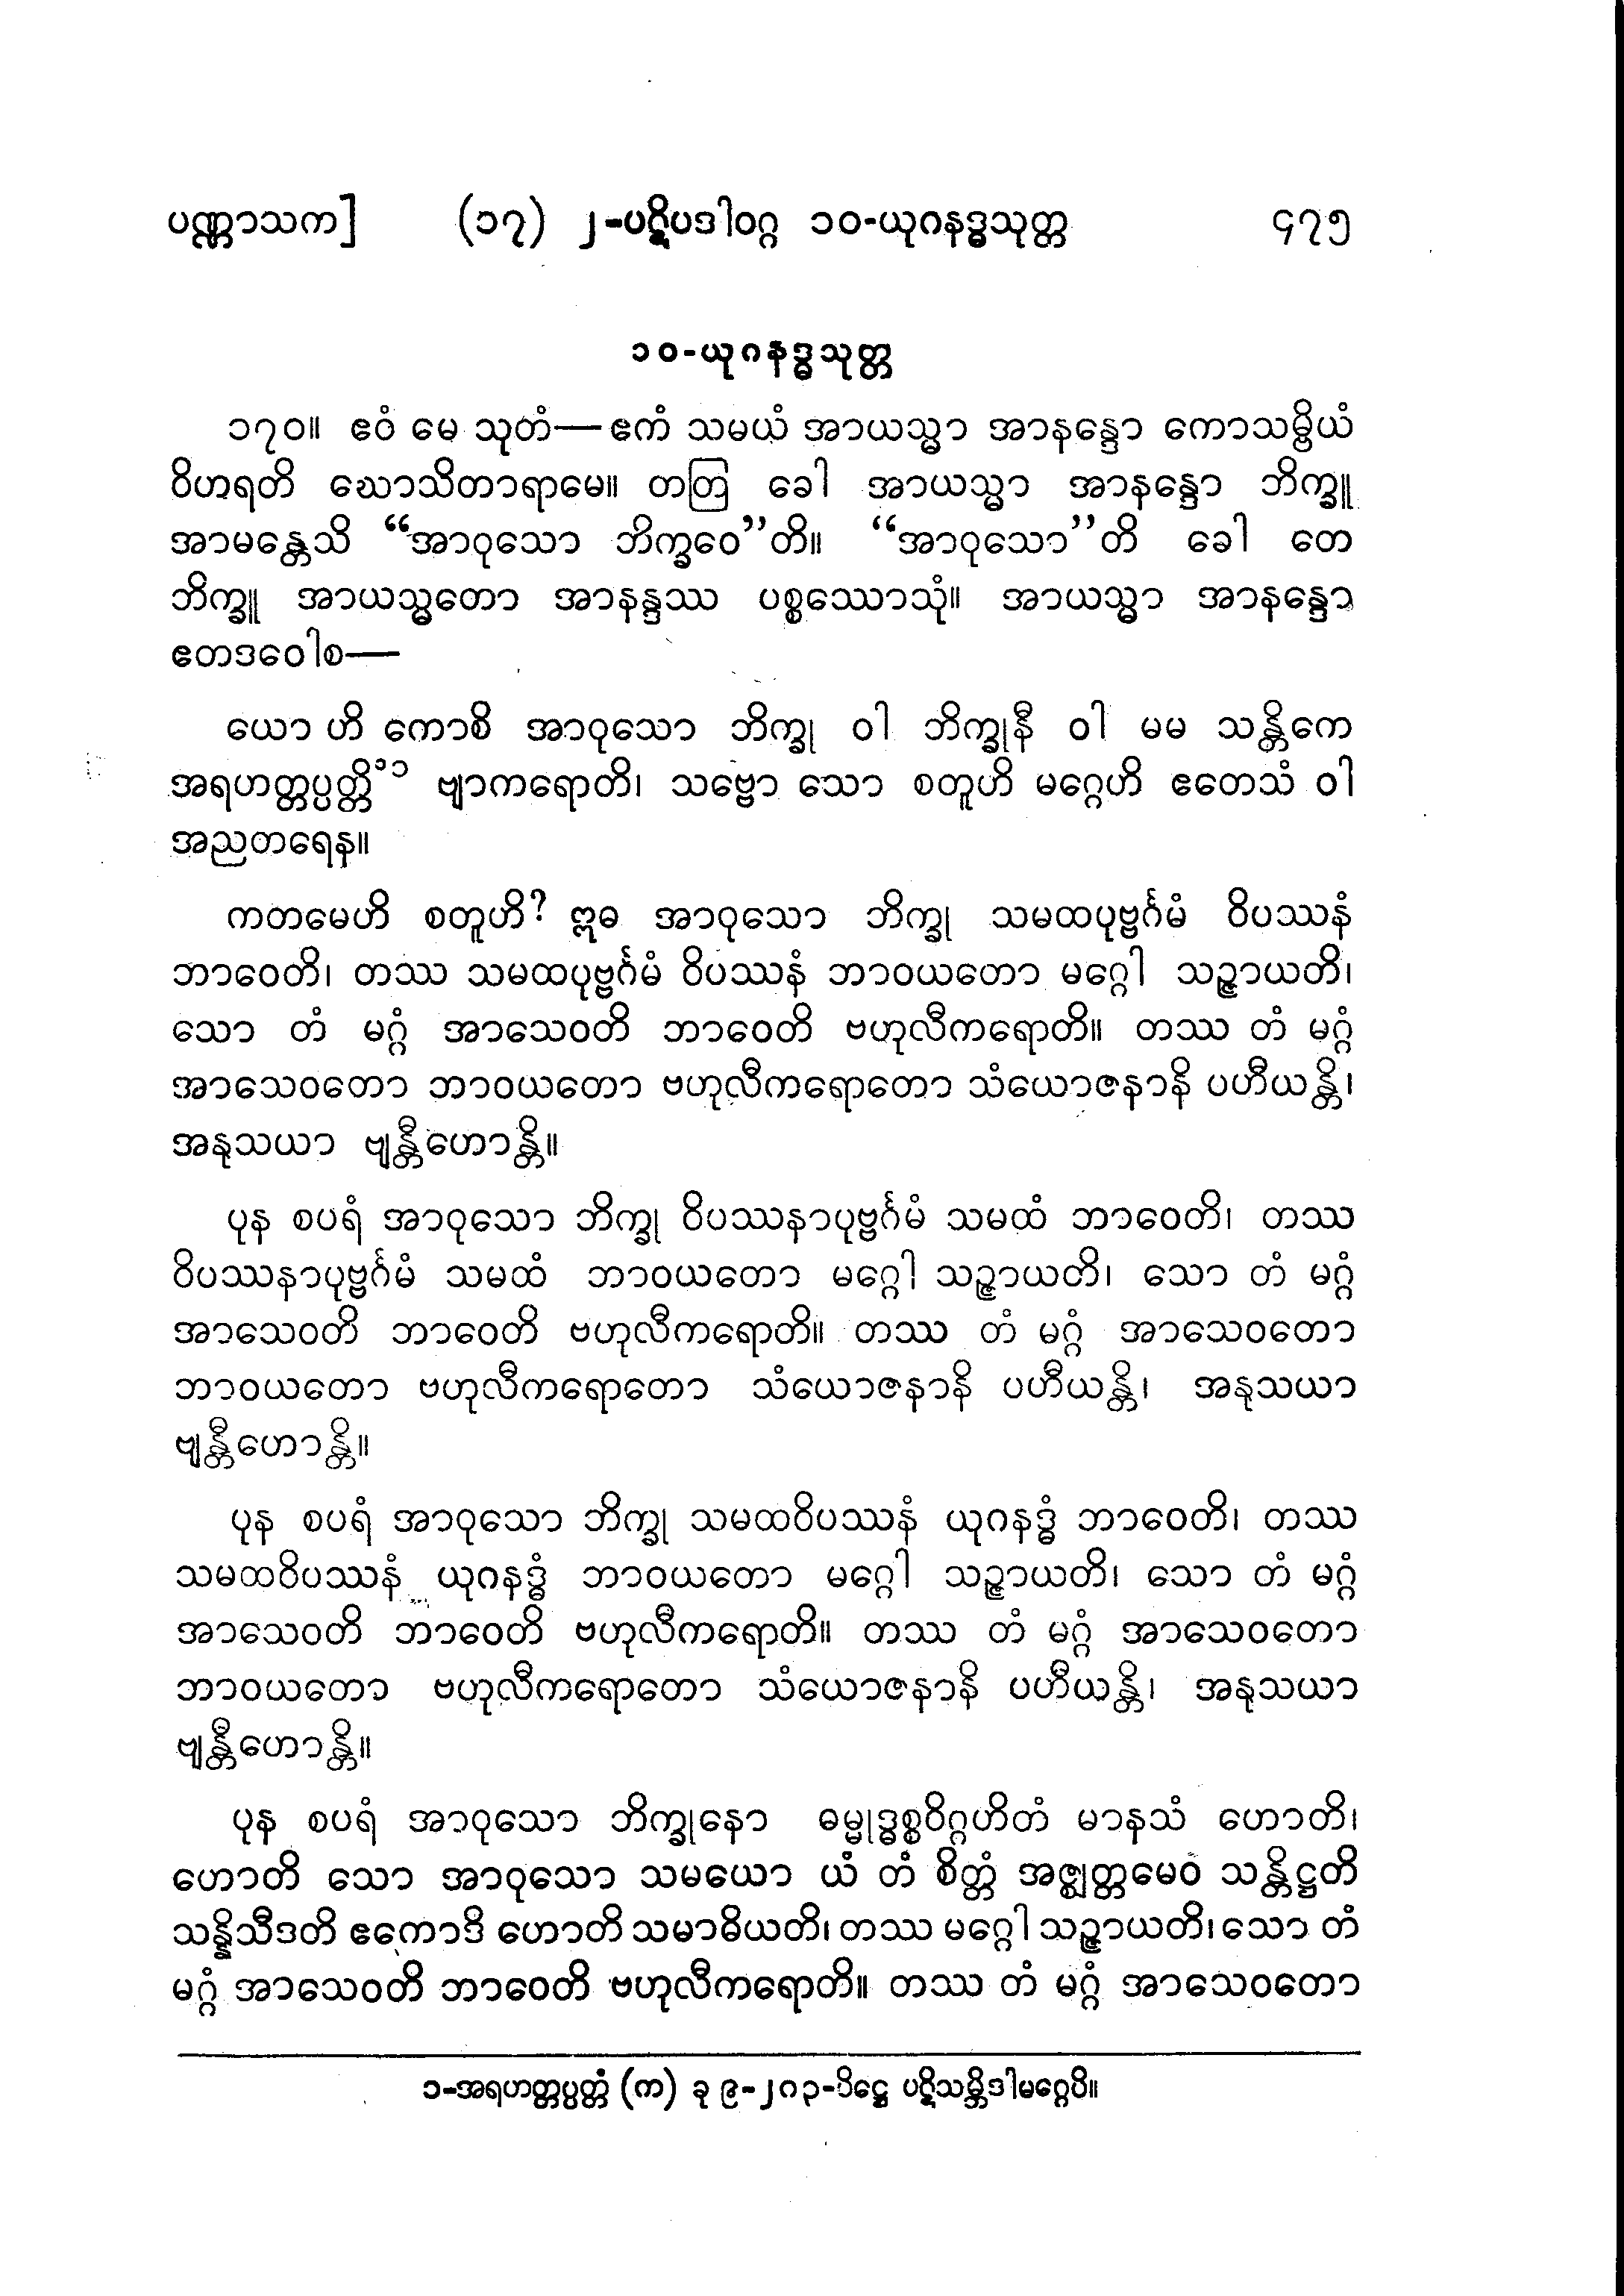 ပဏ္ဏာသက] (၁၇) ၂-ပဋိပဒါဝဂ္ဂ ၁၀-ယုဂနဒ္ဓသုတ္တ ၄၇၅
၁၀-ယုဂနဒ္ဓသုတ္တ
၁၇၀။ ဧဝံ မေ သုတံ—ဧကံ သမယံ အာယသ္မာ အာနန္ဒော ကောသမ္ဗိယံ
ဝိဟရတိ ဃောသိတာရာမေ။ တတြ ခေါ အာယသ္မာ အာနန္ဒော ဘိက္ခူ
အာမန္တေသိ “အာဝုသော ဘိက္ခဝေ”တိ။ “အာဝုသော”တိ ခေါ တေ
ဘိက္ခူ အာယသ္မတော အာနန္ဒဿ ပစ္စဿောသုံ။ အာယသ္မာ အာနန္ဒော
ဧတဒဝေါစ—
ယော ဟိ ကောစိ အာဝုသော ဘိက္ခု ဝါ ဘိက္ခုနီ ဝါ မမ သန္တိကေ
အရဟတ္တပ္ပတ္တိံ၁ ဗျာကရောတိ၊ သဗ္ဗော သော စတူဟိ မဂ္ဂေဟိ ဧတေသံ ဝါ
အညတရေန။
ကတမေဟိ စတူဟိ? ဣဓ အာဝုသော ဘိက္ခု သမထပုဗ္ဗင်္ဂမံ ဝိပဿနံ
ဘာဝေတိ၊ တဿ သမထပုဗ္ဗင်္ဂမံ ဝိပဿနံ ဘာဝယတော မဂ္ဂေါ သဉ္ဇာယတိ၊
သော တံ မဂ္ဂံ အာသေဝတိ ဘာဝေတိ ဗဟုလီကရောတိ။ တဿ တံ မဂ္ဂံ
အာသေဝတော ဘာဝယတော ဗဟုလီကရောတော သံယောဇနာနိ ပဟီယန္တိ၊
အနုသယာ ဗျန္တီဟောန္တိ။
ပုန စပရံ အာဝုသော ဘိက္ခု ဝိပဿနာပုဗ္ဗင်္ဂမံ သမထံ ဘာဝေတိ၊ တဿ
ဝိပဿနာပုဗ္ဗင်္ဂမံ သမထံ ဘာဝယတော မဂ္ဂေါ သဉ္ဇာယတိ၊ သော တံ မဂ္ဂံ
အာသေဝတိ ဘာဝေတိ ဗဟုလီကရောတိ။ တဿ တံ မဂ္ဂံ အာသေဝတော
ဘာဝယတော ဗဟုလီကရောတော သံယောဇနာနိ ပဟီယန္တိ၊ အနုသယာ
ဗျန္တီဟောန္တိ။
ပုန စပရံ အာဝုသော ဘိက္ခု သမထဝိပဿနံ ယုဂနဒ္ဓံ ဘာဝေတိ၊ တဿ
သမထဝိပဿနံ ယုဂနဒ္ဓံ ဘာဝယတော မဂ္ဂေါ သဉ္ဇာယတိ၊ သော တံ မဂ္ဂံ
အာသေဝတိ ဘာဝေတိ ဗဟုလီကရောတိ။ တဿ တံ မဂ္ဂံ အာသေဝတော
ဘာဝယတော ဗဟုလီကရောတော သံယောဇနာနိ ပဟီယန္တိ၊ အနုသယာ
ဗျန္တီဟောန္တိ။
ပုန စပရံ အာဝုသော ဘိက္ခုနော ဓမ္မုဒ္ဓစ္စဝိဂ္ဂဟိတံ မာနသံ ဟောတိ၊
ဟောတိ သော အာဝုသော သမယော ယံ တံ စိတ္တံ အဇ္ဈတ္တမေဝ သန္တိဋ္ဌတိ
သန္နိသီဒတိ ဧကောဒိ ဟောတိ သမာဓိယတိ၊ တဿ မဂ္ဂေါ သဉ္ဇာယတိ၊ သော တံ
မဂ္ဂံ အာသေဝတိ ဘာဝေတိ ဗဟုလီကရောတိ။ တဿ တံ မဂ္ဂံ အာသေဝတော
၁-အရဟတ္တပ္ပတ္တံ (က) ခု ၉-၂၈၃-ပိဋ္ဌေ ပဋိသမ္ဘိဒါမဂ္ဂေပိ။